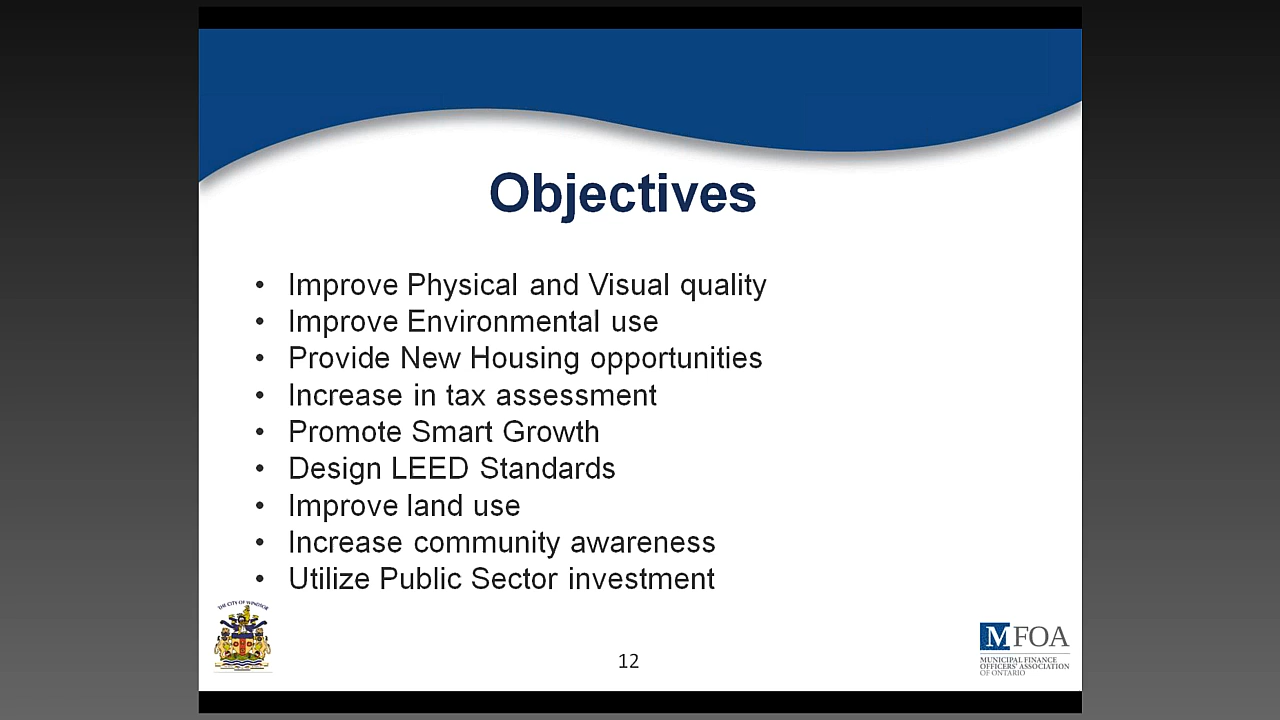 Objectives
• Improve Physical and Visual quality
• Improve Environmental use
• Provide New Housing opportunities
• Increase in tax assessment
• Promote Smart Growth
• Design LEED Standards
• Improve land use
• Increase community awareness
• Utilize Public Sector investment
THE CITY OF WINDSOR
12
MFOA
MUNICIPAL FINANCE
OFFICERS' ASSOCIATION
OF ONTARIO